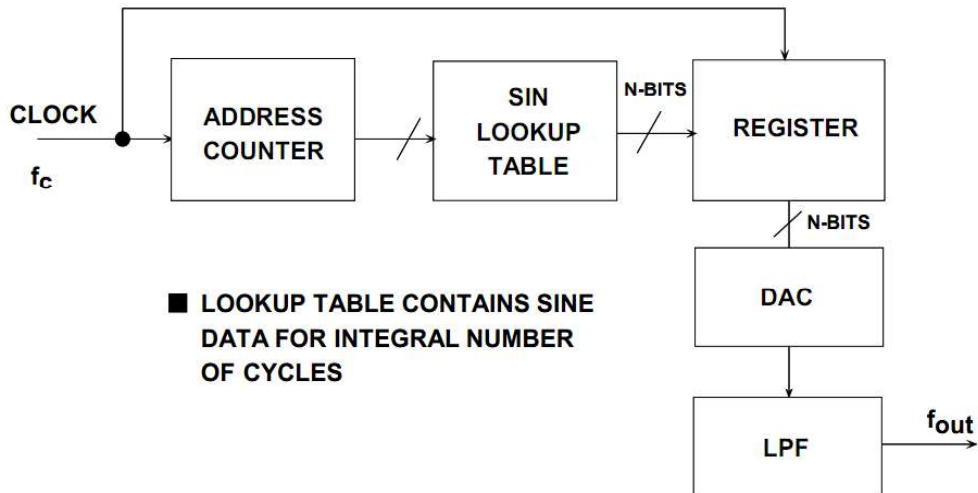 CLOCK
fc
ADDRESS
COUNTER
SIN
LOOKUP
TABLE
N-BITS
REGISTER
N-BITS
DAC
LPF
fout
■ LOOKUP TABLE CONTAINS SINE
DATA FOR INTEGRAL NUMBER
OF CYCLES